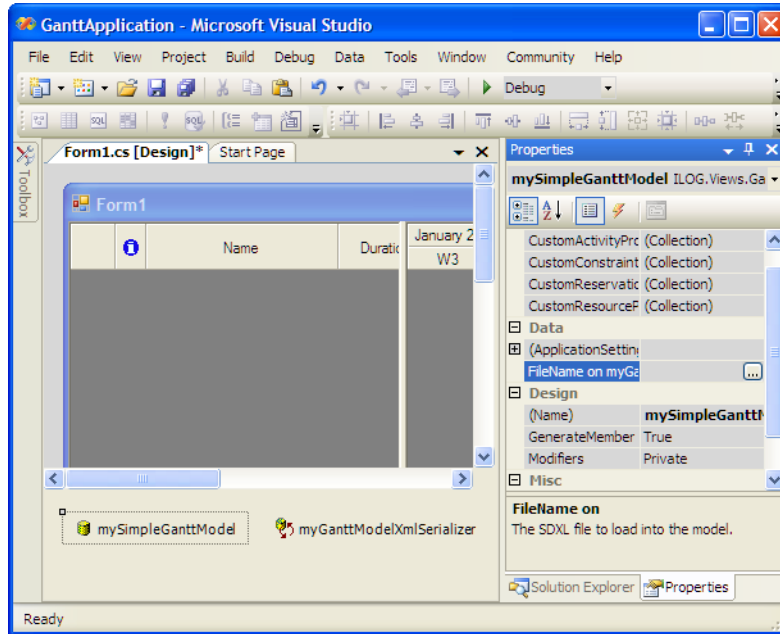 GanttApplication - Microsoft Visual Studio
File Edit View Project Build Debug Data Tools Window Community Help
Debug
Toolbox
Form1.cs [Design]* Start Page
Form1
Name Duratic January 2
W3
mySimpleGanttModel myGanttModelXmlSerializer
Properties
mySimpleGanttModel ILOG.Views.Ga
CustomActivityPrc (Collection)
CustomConstraint (Collection)
CustomReservatic (Collection)
CustomResourceF (Collection)
Data
(ApplicationSetting
FileName on myGa ...
Design
(Name) mySimpleGanttM
GenerateMember True
Modifiers Private
Misc
FileName on
The SDXL file to load into the model.
Solution Explorer Properties
Ready